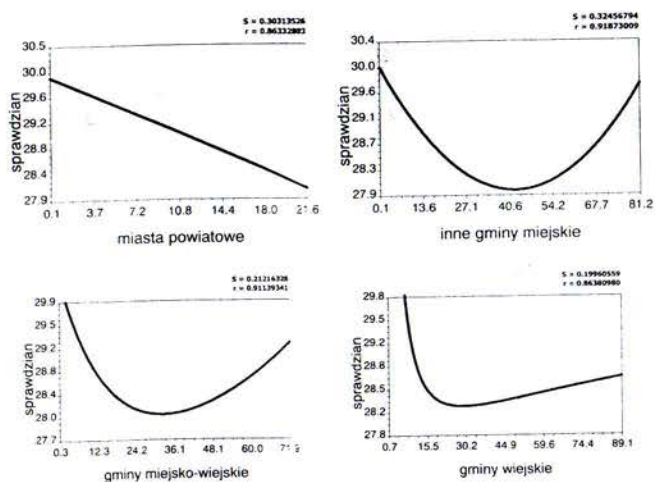 S = 0.30313526
r = 0.86332883
30.5
30.0
29.6
29.2
28.8
28.4
27.9
sprawdzian
0.1 3.7 7.2 10.8 14.4 18.0 21.6
miasta powiatowe
S = 0.32456794
r = 0.91873009
30.4
30.0
29.6
29.1
28.7
28.3
27.9
sprawdzian
0.1 13.6 27.1 40.6 54.2 67.7 81.2
inne gminy miejskie
S = 0.21216328
r = 0.91139341
29.9
29.5
29.2
28.8
28.4
28.0
27.7
sprawdzian
0.3 12.3 24.2 36.1 48.1 60.0
gminy miejsko-wiejskie
S = 0.19960559
r = 0.86380980
29.8
29.5
29.2
28.8
28.5
28.2
27.8
sprawdzian
0.7 15.5 30.2 44.9 59.6 74.4 89.1
gminy wiejskie